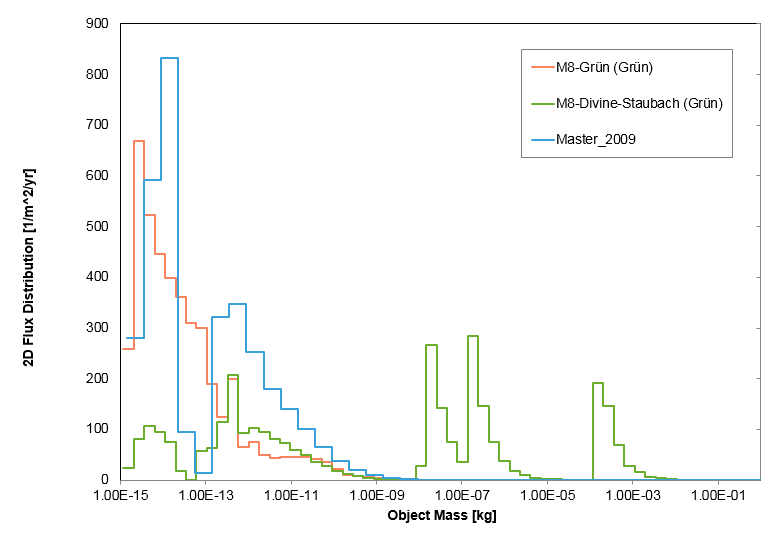 900
800
700
600
500
400
300
200
100
0
2D Flux Distribution [1/m^2/yr]
M8-Grün (Grün)
M8-Divine-Staubach (Grün)
Master_2009
1.00E-15 1.00E-13 1.00E-11 1.00E-09 1.00E-07 1.00E-05 1.00E-03 1.00E-01
Object Mass [kg]